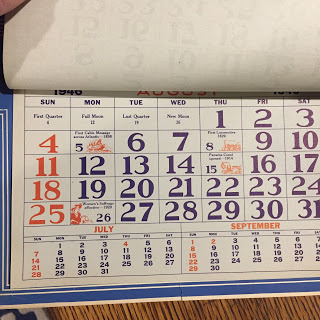 1946 AUGUST 1946
SUN MON TUE WED THU FRI SAT
First Quarter Full Moon Last Quarter New Moon
4 12 19 26
1 2 3
First Cable Message
across Atlantic - 1858
First Locomotive
1829
4 5 6 7 8 9 10
Panama Canal
opened - 1914
11 12 13 14 15 16 17
18 19 20 21 22 23 24
Women's Suffrage
effective - 1920
25 26 27 28 29 30 31
JULY
SUN MON TUE WED THU FRI SAT
1 2 3 4 5 6
7 8 9 10 11 12 13
14 15 16 17 18 19 20
21 22 23 24 25 26 27
28 29 30 31
SEPTEMBER
SUN MON TUE WED THU FRI
1 2 3 4 5 6
8 9 10 11 12 13
15 16 17 18 19 20
22 23 24 25 26 27
29 30